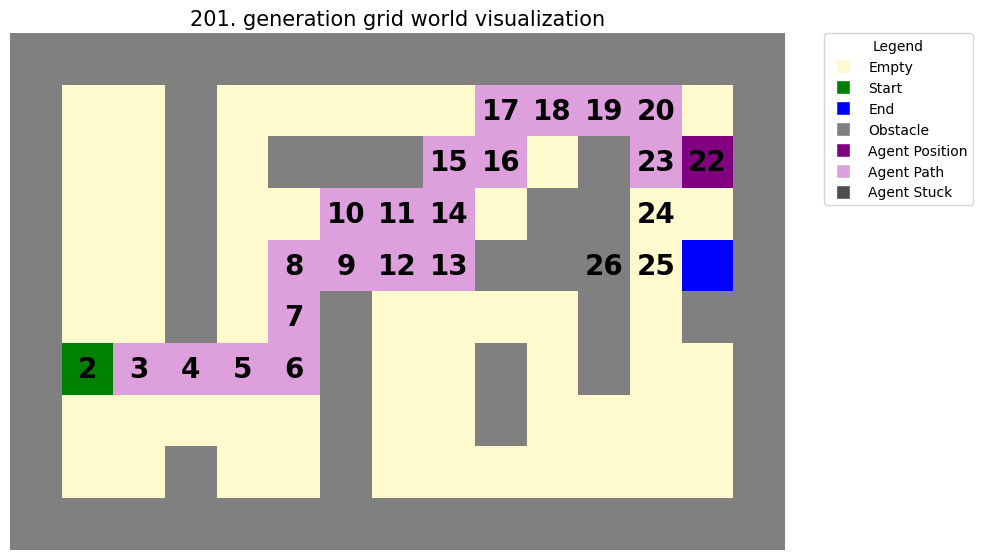 201. generation grid world visualization
17 18 19 20
15 16 23 22
10 11 14 24
8 9 12 13 26 25
7
2 3 4 5 6
Legend
Empty
Start
End
Obstacle
Agent Position
Agent Path
Agent Stuck